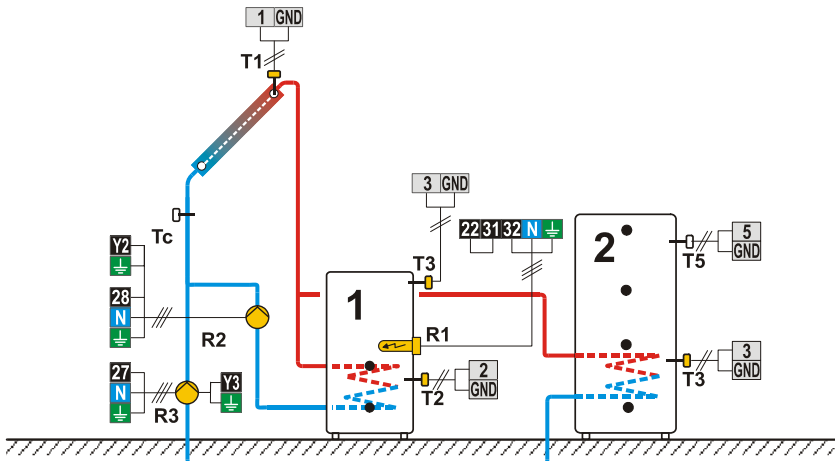 1 GND
T1
3 GND
Tc
22 31 32 N
Y2
28
N
R2
27
N
R3
Y3
1
T3
R1
T2
2
GND
2
5
GND
T5
3
GND
T3